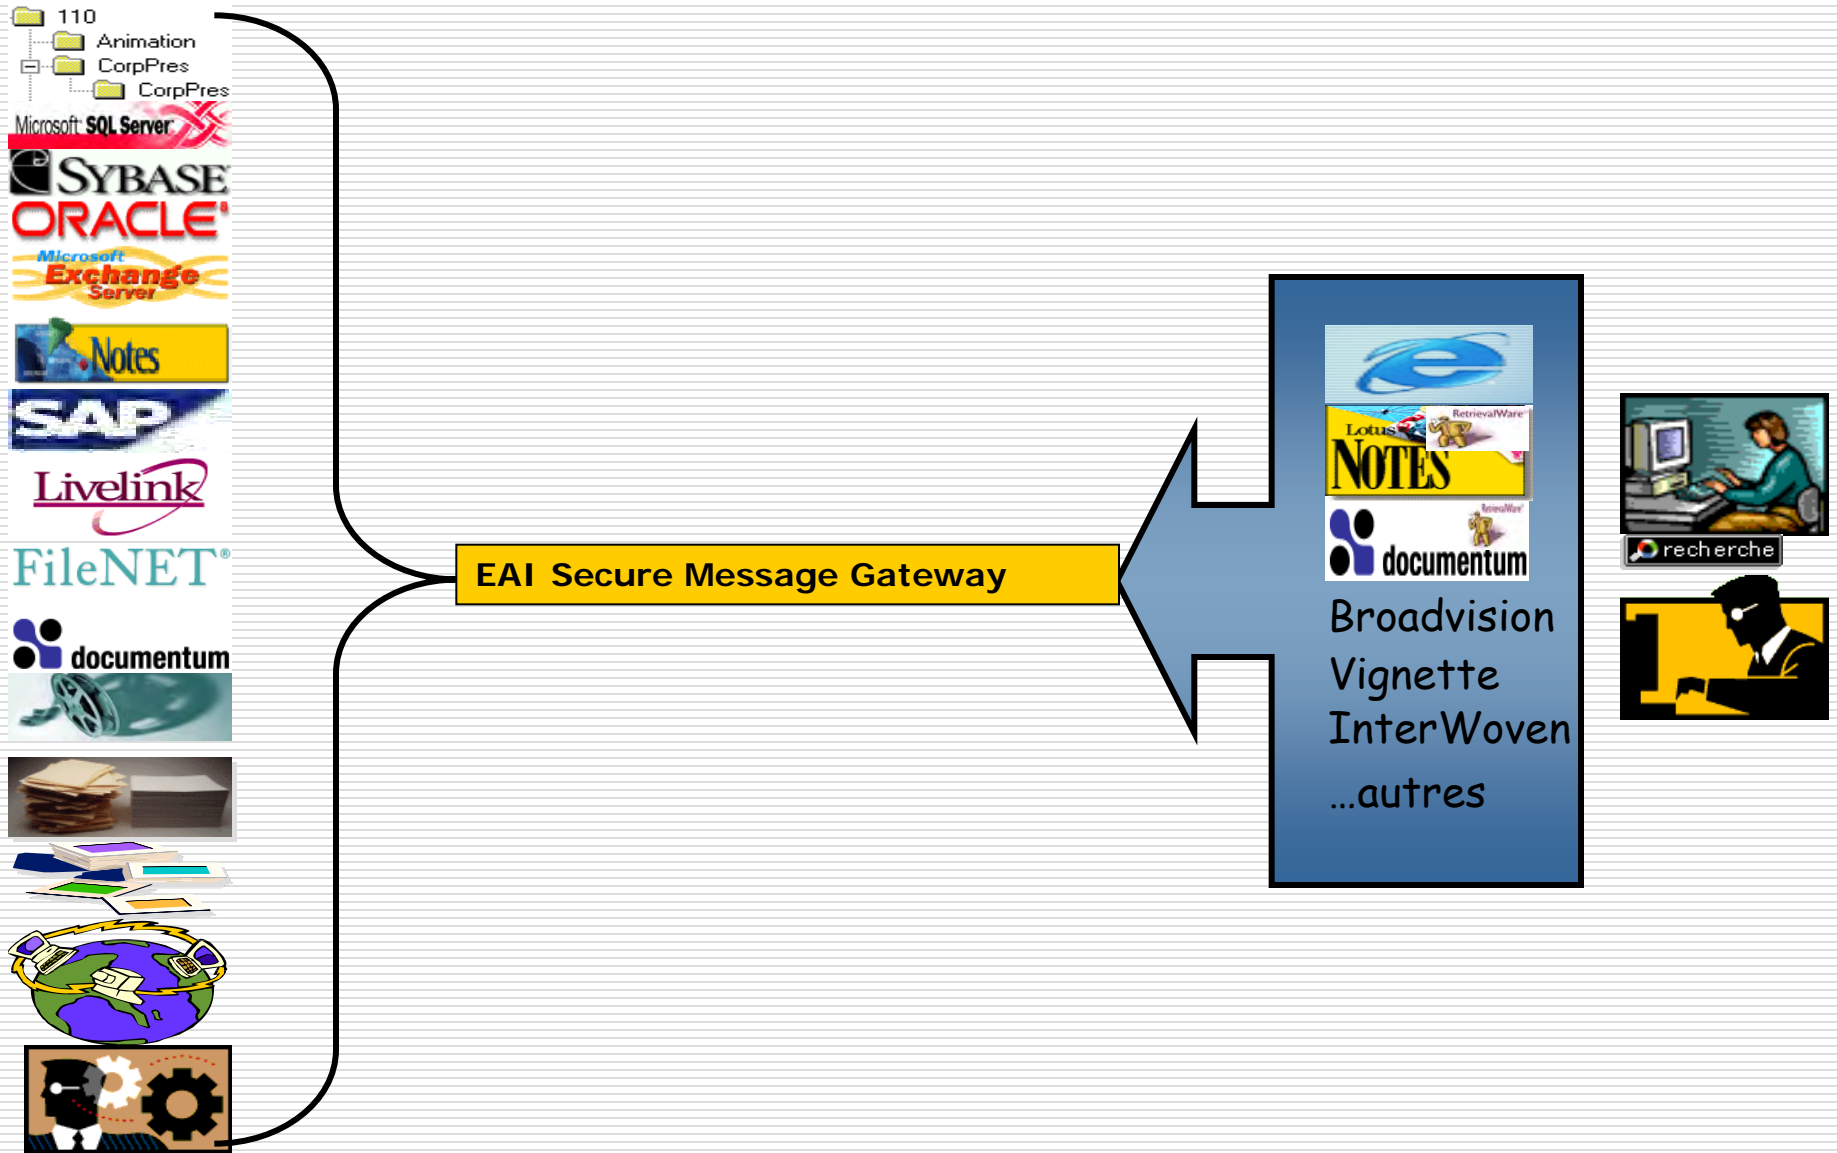 110
Animation
CorpPres
CorpPres
Microsoft SQL Server
SYBASE
ORACLE
Microsoft
Exchange
Server
Notes
SAP
Livelink
FileNET®
documentum
EAI Secure Message Gateway
RetrievalWare
Lotus
NOTES
RetrievalWare
documentum
Broadvision
Vignette
InterWoven
...autres
recherche